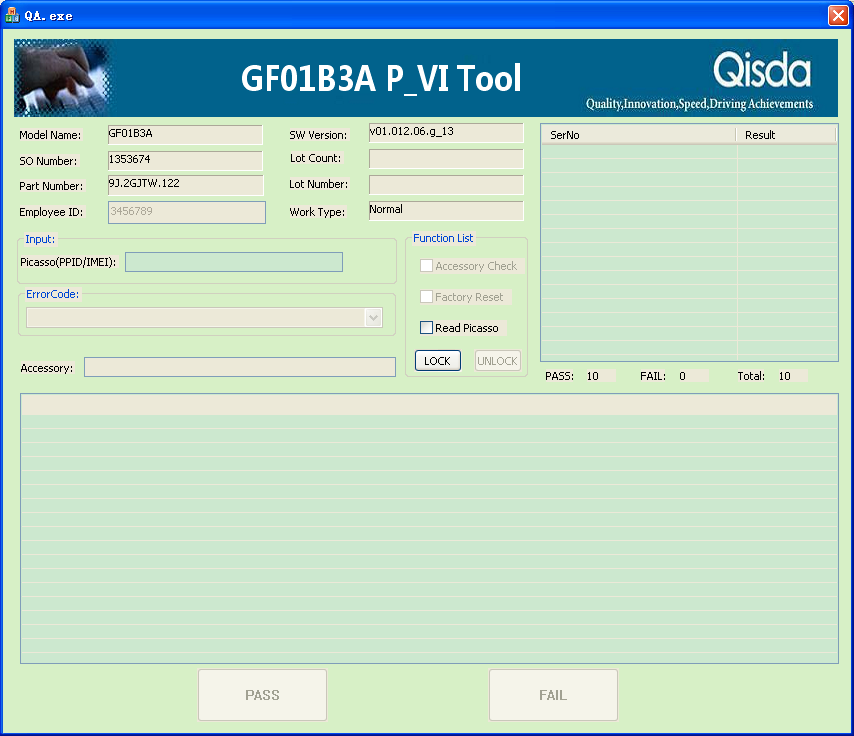 QA.exe
GF01B3A P_VI Tool
Qisda
Quality,Innovation,Speed,Driving Achievements
Model Name: GF01B3A
SW Version: v01.012.06.g_13
SO Number: 1353674
Lot Count:
Part Number: 9J.2GJTW.122
Lot Number:
Employee ID: 3456789
Work Type: Normal
SerNo Result
Input:
Picasso(PPID/IMEI):
ErrorCode:
Accessory:
Function List
Accessory Check
Factory Reset
Read Picasso
LOCK UNLOCK
PASS: 10 FAIL: 0 Total: 10
PASS FAIL